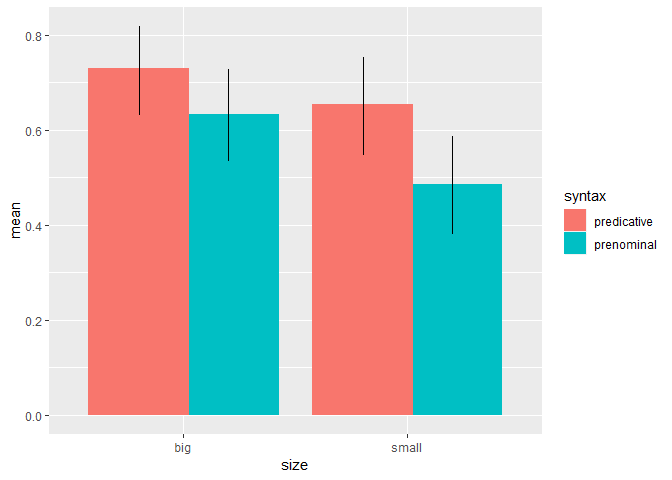 0.8
0.6
0.4
0.2
0.0
mean
big small
size
syntax
predicative
prenominal